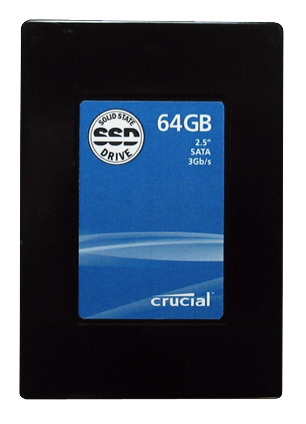 SOLID STATE
SSD
DRIVE
64GB
2.5"
SATA
3Gb/s
crucial